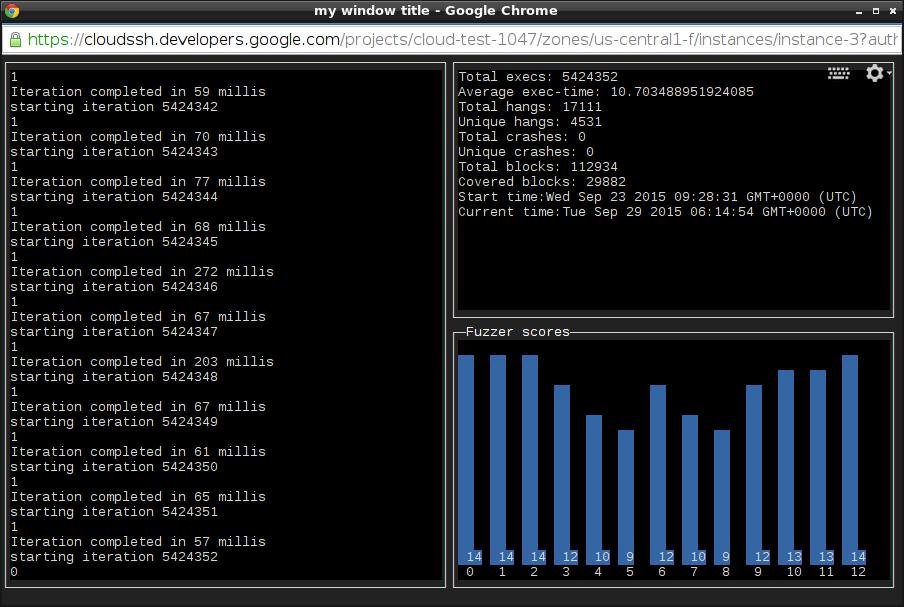 my window title - Google Chrome
https://cloudssh.developers.google.com/projects/cloud-test-1047/zones/us-central1-f/instances/instance-3?auth
1
Iteration completed in 59 millis
starting iteration 5424342
1
Iteration completed in 70 millis
starting iteration 5424343
1
Iteration completed in 77 millis
starting iteration 5424344
1
Iteration completed in 68 millis
starting iteration 5424345
1
Iteration completed in 272 millis
starting iteration 5424346
1
Iteration completed in 67 millis
starting iteration 5424347
1
Iteration completed in 203 millis
starting iteration 5424348
1
Iteration completed in 67 millis
starting iteration 5424349
1
Iteration completed in 61 millis
starting iteration 5424350
1
Iteration completed in 65 millis
starting iteration 5424351
1
Iteration completed in 57 millis
starting iteration 5424352
0
Total execs: 5424352
Average exec-time: 10.703488951924085
Total hangs: 17111
Unique hangs: 4531
Total crashes: 0
Unique crashes: 0
Total blocks: 112934
Covered blocks: 29882
Start time:Wed Sep 23 2015 09:28:31 GMT+0000 (UTC)
Current time:Tue Sep 29 2015 06:14:54 GMT+0000 (UTC)
Fuzzer scores
14 14 14 12 10 9 12 10 9 12 13 13 14
0 1 2 3 4 5 6 7 8 9 10 11 12